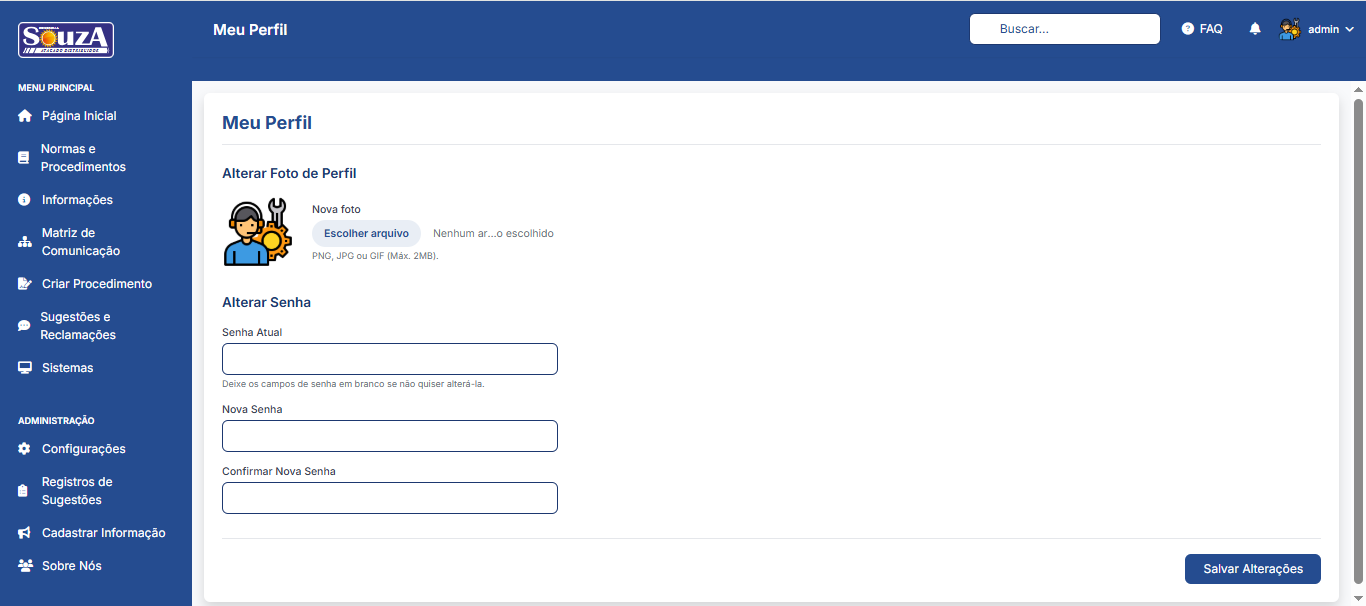 SouzA
ATACADO DISTRIBUIDOR
Meu Perfil
Buscar...
FAQ
admin
MENU PRINCIPAL
Página Inicial
Normas e
Procedimentos
Informações
Matriz de
Comunicação
Criar Procedimento
Sugestões e
Reclamações
Sistemas
ADMINISTRAÇÃO
Configurações
Registros de
Sugestões
Cadastrar Informação
Sobre Nós
Meu Perfil
Alterar Foto de Perfil
Nova foto
Escolher arquivo
Nenhum ar...o escolhido
PNG, JPG ou GIF (Máx. 2MB).
Alterar Senha
Senha Atual
Deixe os campos de senha em branco se não quiser alterá-la.
Nova Senha
Confirmar Nova Senha
Salvar Alterações